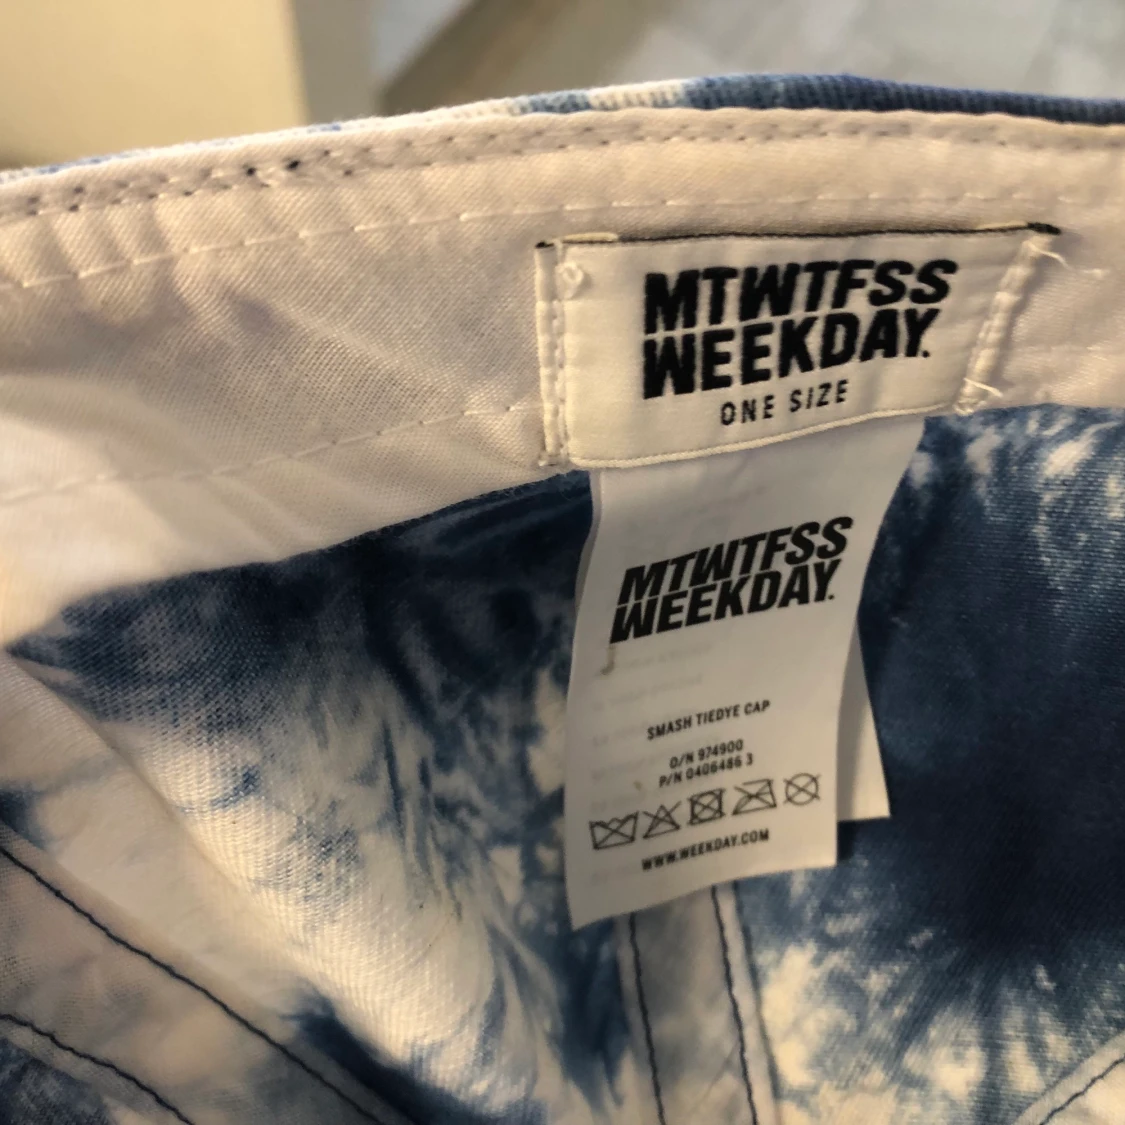 MTWTFSS
WEEKDAY.
ONE SIZE
MTWTFSS
WEEKDAY.
SMASH TIEDYE CAP
O/N 974900
P/N 0406486 3
WWW.WEEKDAY.COM